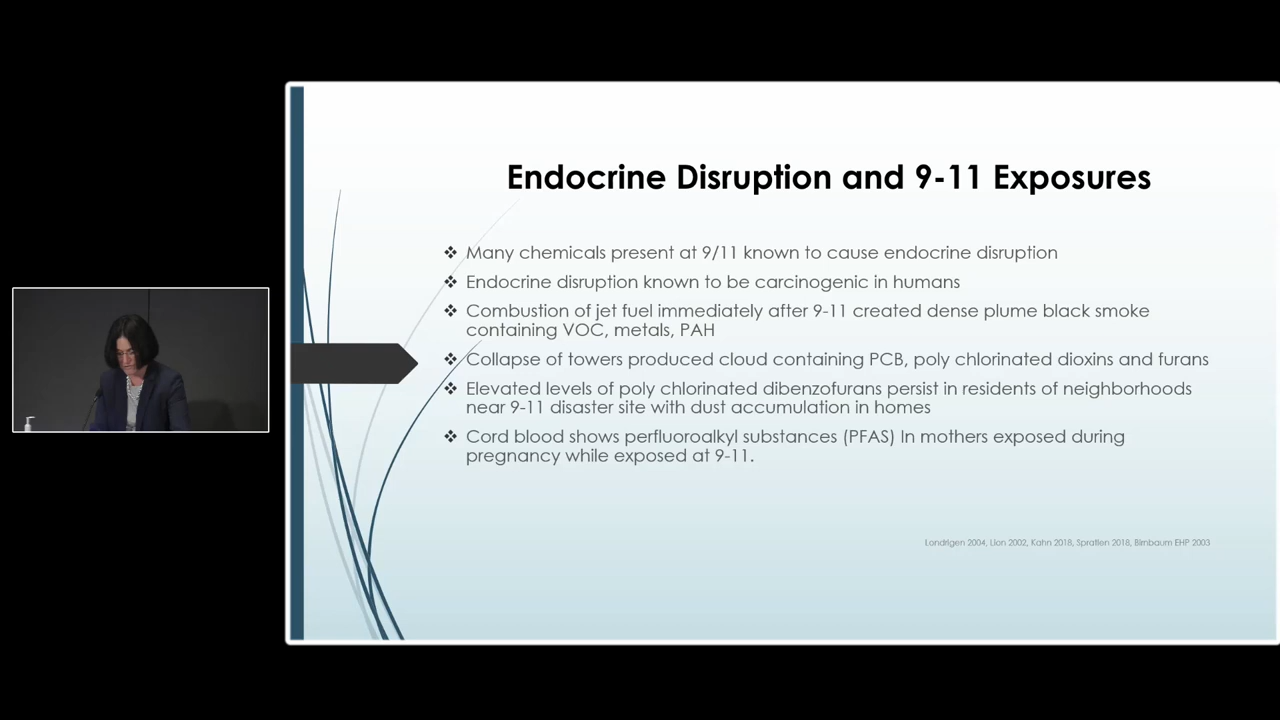 Endocrine Disruption and 9-11 Exposures
❖ Many chemicals present at 9/11 known to cause endocrine disruption
❖ Endocrine disruption known to be carcinogenic in humans
❖ Combustion of jet fuel immediately after 9-11 created dense plume black smoke
containing VOC, metals, PAH
❖ Collapse of towers produced cloud containing PCB, poly chlorinated dioxins and furans
❖ Elevated levels of poly chlorinated dibenzofurans persist in residents of neighborhoods
near 9-11 disaster site with dust accumulation in homes
❖ Cord blood shows perfluoroalkyl substances (PFAS) In mothers exposed during
pregnancy while exposed at 9-11.
Londrigen 2004, Lion 2002, Kahn 2018, Spratlen 2018, Birnbaum EHP 2003